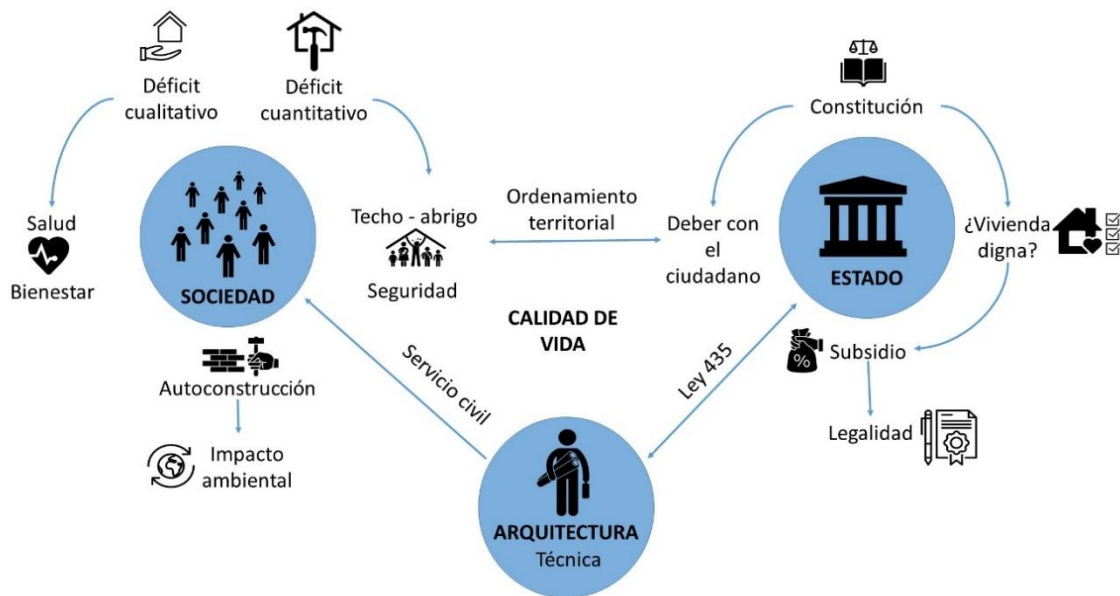 Déficit
cualitativo
Déficit
cuantitativo
Salud
Bienestar
SOCIEDAD
Techo - abrigo
Seguridad
Autoconstrucción
Impacto
ambiental
Ordenamiento
territorial
CALIDAD DE
VIDA
Servicio civil
Ley 435
ARQUITECTURA
Técnica
Constitución
Deber con
el
ciudadano
ESTADO
¿Vivienda
digna?
%
Subsidio
Legalidad